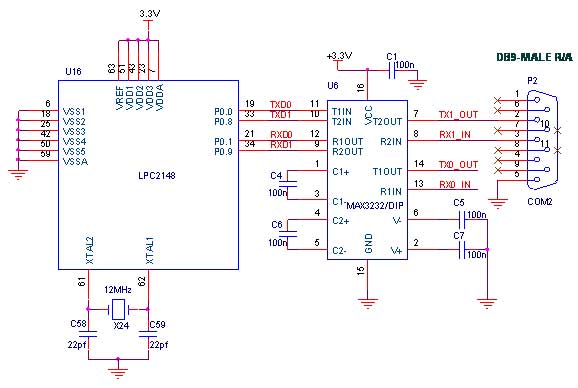 3.3V
+3.3V
C1
100n
DB9-MALE R/A
U16
63 51 43 23 7
VREF VDD1 VDD2 VDD3 VDDA
U6
16
VCC
P2
6 VSS1
18 VSS2
25 VSS3
42 VSS4
50 VSS5
59 VSSA
P0.0 19 TXD0 11 T1IN
P0.8 33 TXD1 10 T2IN
P0.1 21 RXD0 12 R1OUT
P0.9 34 RXD1 9 R2OUT
LPC2148
T2OUT 7 TX1_OUT
R2IN 8 RX1_IN
T1OUT 14 TX0_OUT
R1IN 13 RX0_IN
1
6
2
10
8
3
11
8
4
9
5
COM2
1 C1+
C4
100n
3 C1-
MAX3232/DIP
4 C2+
C6
100n
5 C2-
V- 6
C5
100n
V+ 2
C7
100n
GND
15
XTAL2
XTAL1
61
62
12MHz
X24
C58
22pf
C59
22pf